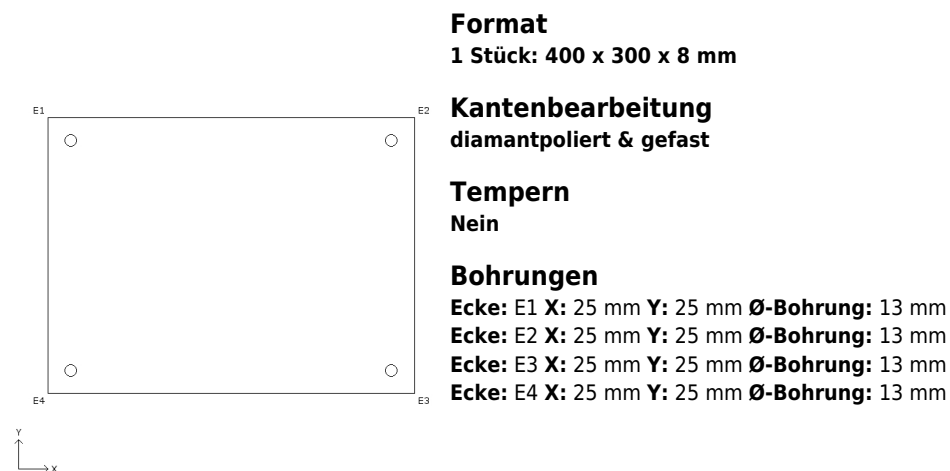 Format
1 Stück: 400 x 300 x 8 mm
E1
E2
Kantenbearbeitung
diamantpoliert & gefast
Tempern
Nein
Bohrungen
Ecke: E1 X: 25 mm Y: 25 mm Ø-Bohrung: 13 mm
Ecke: E2 X: 25 mm Y: 25 mm Ø-Bohrung: 13 mm
Ecke: E3 X: 25 mm Y: 25 mm Ø-Bohrung: 13 mm
Ecke: E4 X: 25 mm Y: 25 mm Ø-Bohrung: 13 mm
E4
E3
Y
X